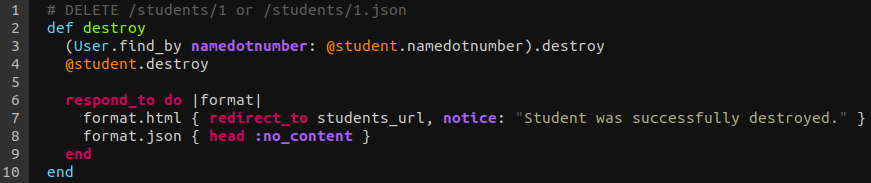 1 # DELETE /students/1 or /students/1.json
2 def destroy
3   (User.find_by namedotnumber: @student.namedotnumber).destroy
4   @student.destroy
5
6   respond_to do |format|
7     format.html { redirect_to students_url, notice: "Student was successfully destroyed." }
8     format.json { head :no_content }
9   end
10 end